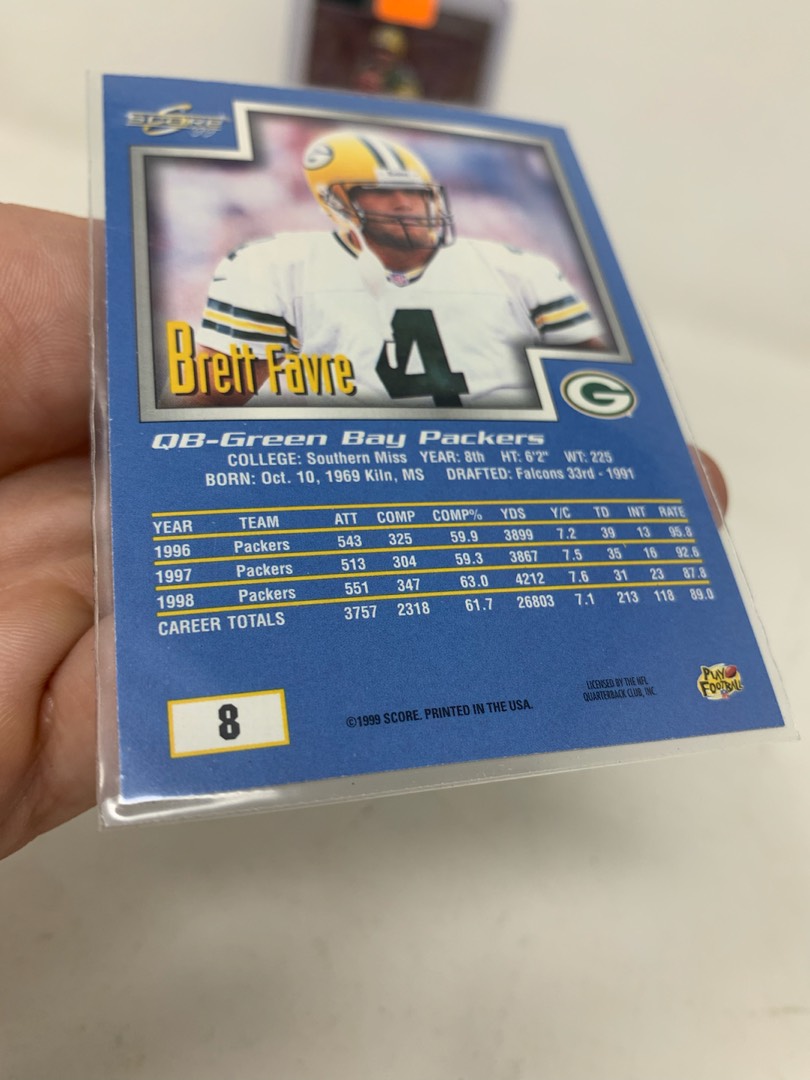 SCORE 99
4
4
Brett Favre
G
QB-Green Bay Packers
COLLEGE: Southern Miss YEAR: 8th HT: 6'2" WT: 225
BORN: Oct. 10, 1969 Kiln, MS DRAFTED: Falcons 33rd - 1991
YEAR TEAM ATT COMP COMP% YDS Y/C TD INT RATE
1996 Packers 543 325 59.9 3899 7.2 39 13 95.8
1997 Packers 513 304 59.3 3867 7.5 35 16 92.6
1998 Packers 551 347 63.0 4212 7.6 31 23 87.8
CAREER TOTALS 3757 2318 61.7 26803 7.1 213 118 89.0
8
©1999 SCORE. PRINTED IN THE USA.
LICENSED BY THE NFL
QUARTERBACK CLUB, INC.
PLAY
FOOTBALL